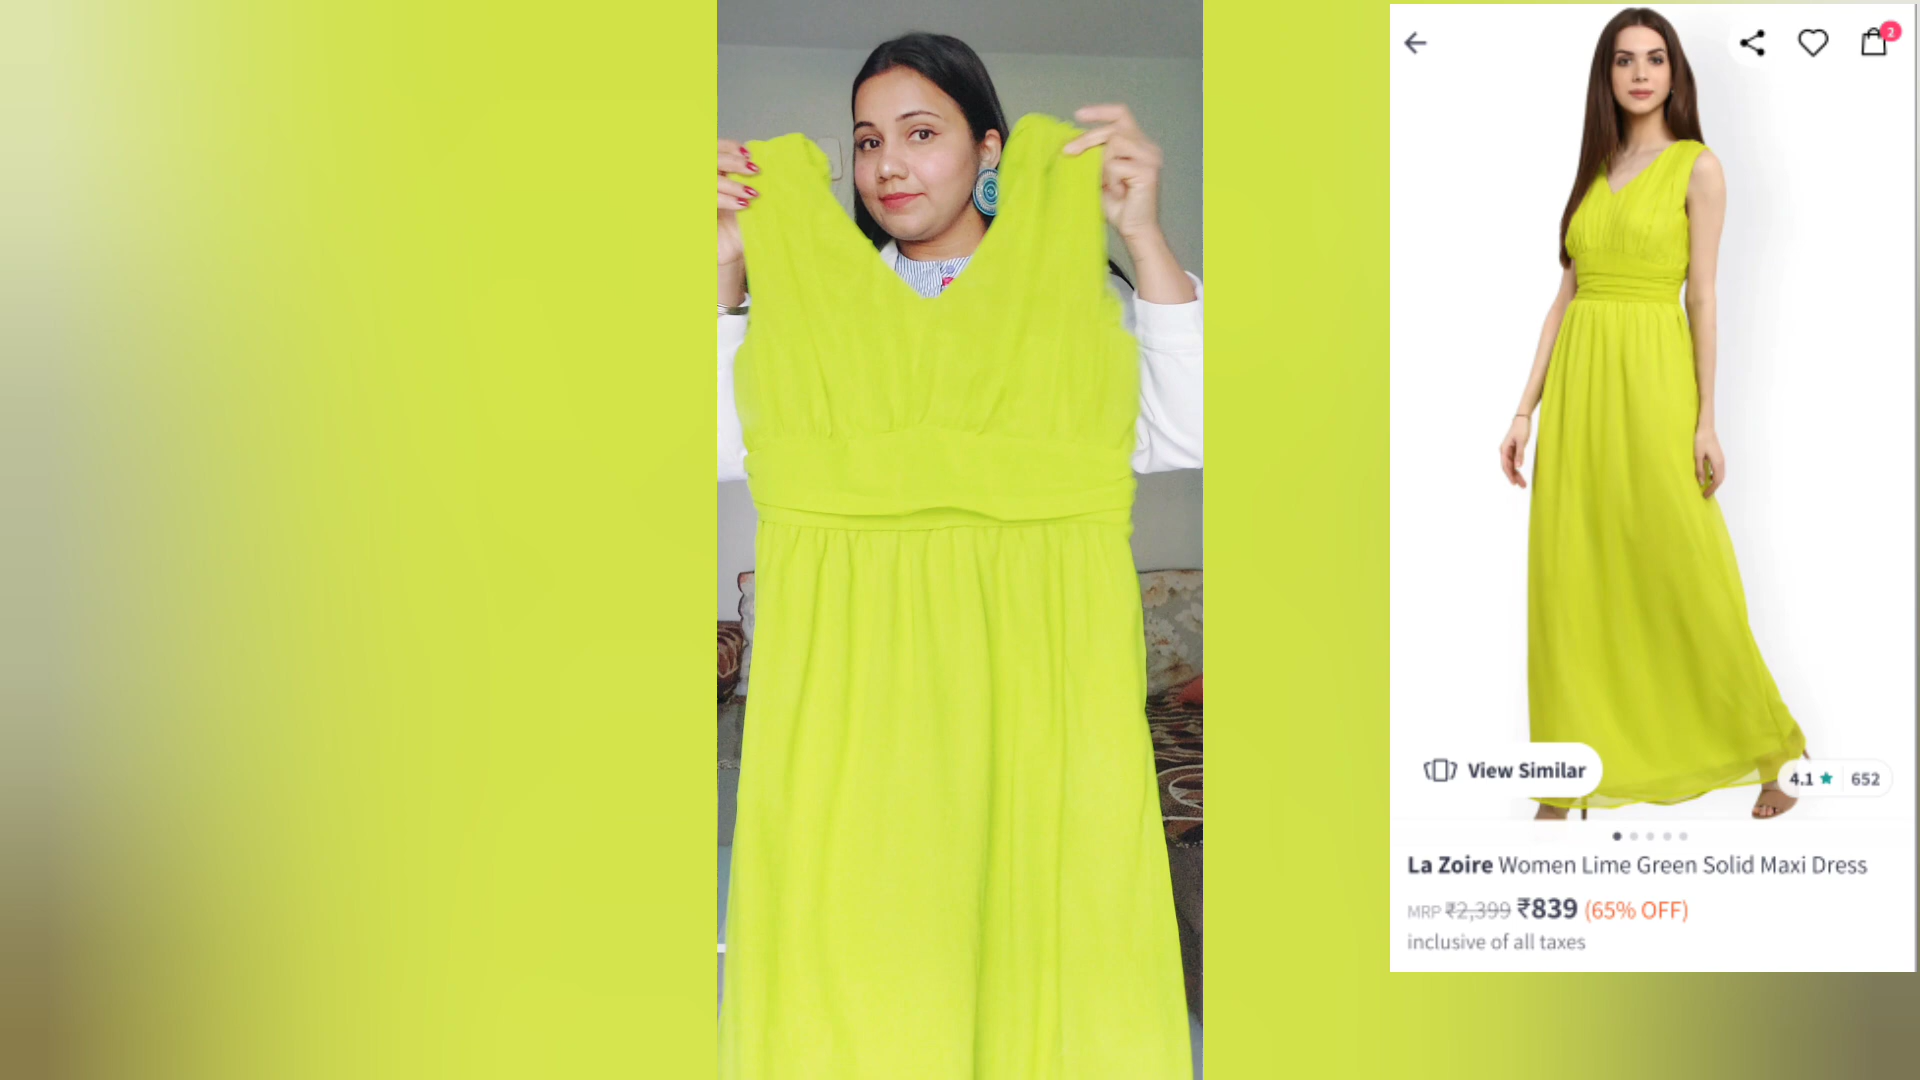 2
View Similar
4.1 ★ 652
La Zoire Women Lime Green Solid Maxi Dress
MRP ₹2,399 ₹839 (65% OFF)
inclusive of all taxes